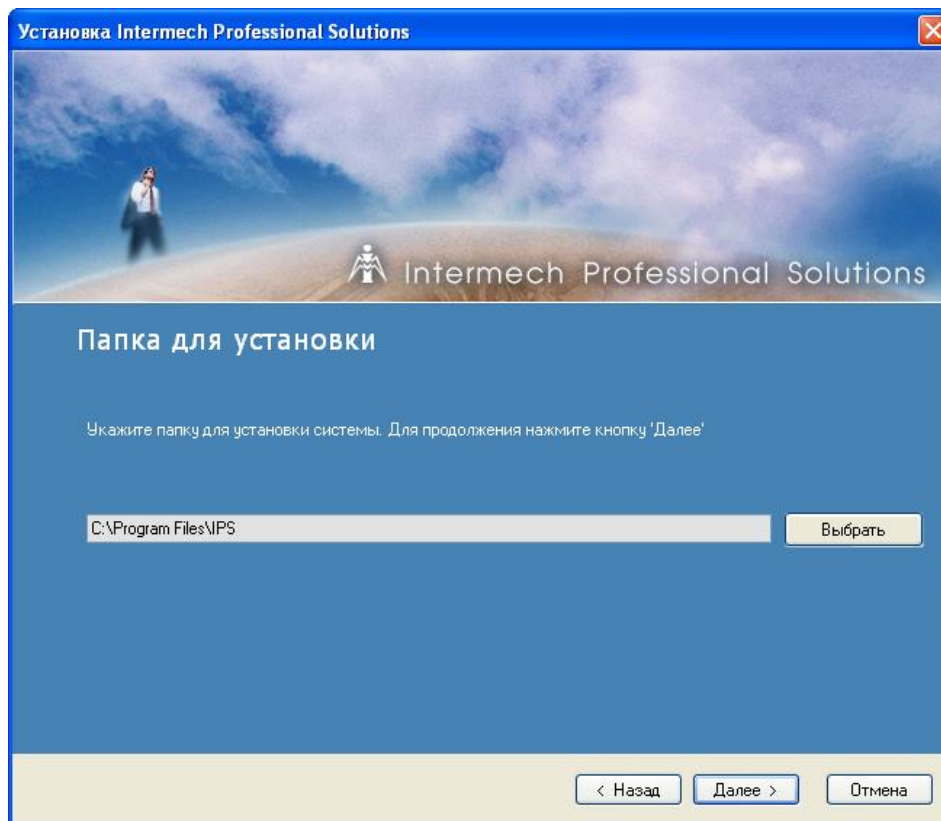 Установка Intermech Professional Solutions
Intermech Professional Solutions
Папка для установки
Укажите папку для установки системы. Для продолжения нажмите кнопку 'Далее'
C:\Program Files\IPS
Выбрать
< Назад
Далее >
Отмена